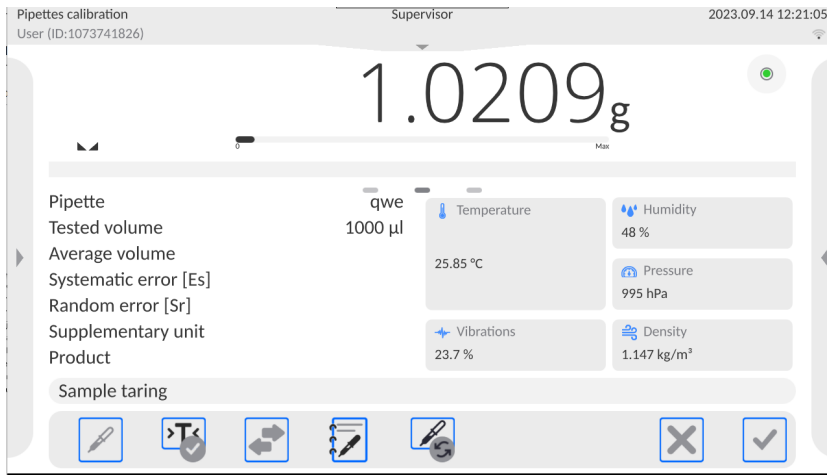 Pipettes calibration
Supervisor
2023.09.14 12:21:05
User (ID:1073741826)
1.0209g
0
Max
Pipette qwe
Tested volume 1000 µl
Average volume
Systematic error [Es]
Random error [Sr]
Supplementary unit
Product
Temperature
25.85 °C
Humidity
48 %
Pressure
995 hPa
Vibrations
23.7 %
Density
1.147 kg/m³
Sample taring
>T<